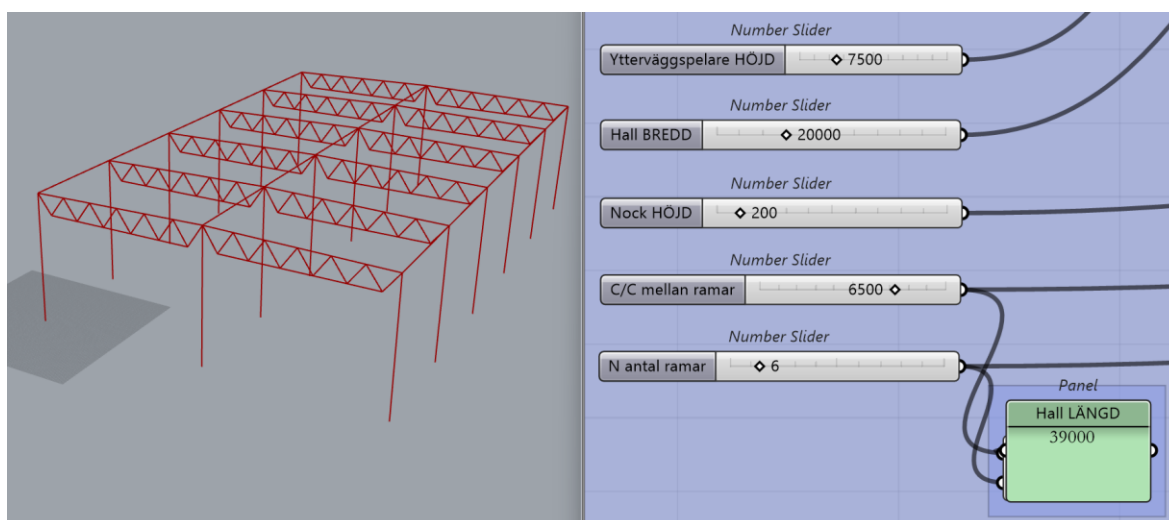 Number Slider
Ytterväggspelare HÖJD 7500
Number Slider
Hall BREDD 20000
Number Slider
Nock HÖJD 200
Number Slider
C/C mellan ramar 6500
Number Slider
N antal ramar 6
Panel
Hall LÄNGD
39000